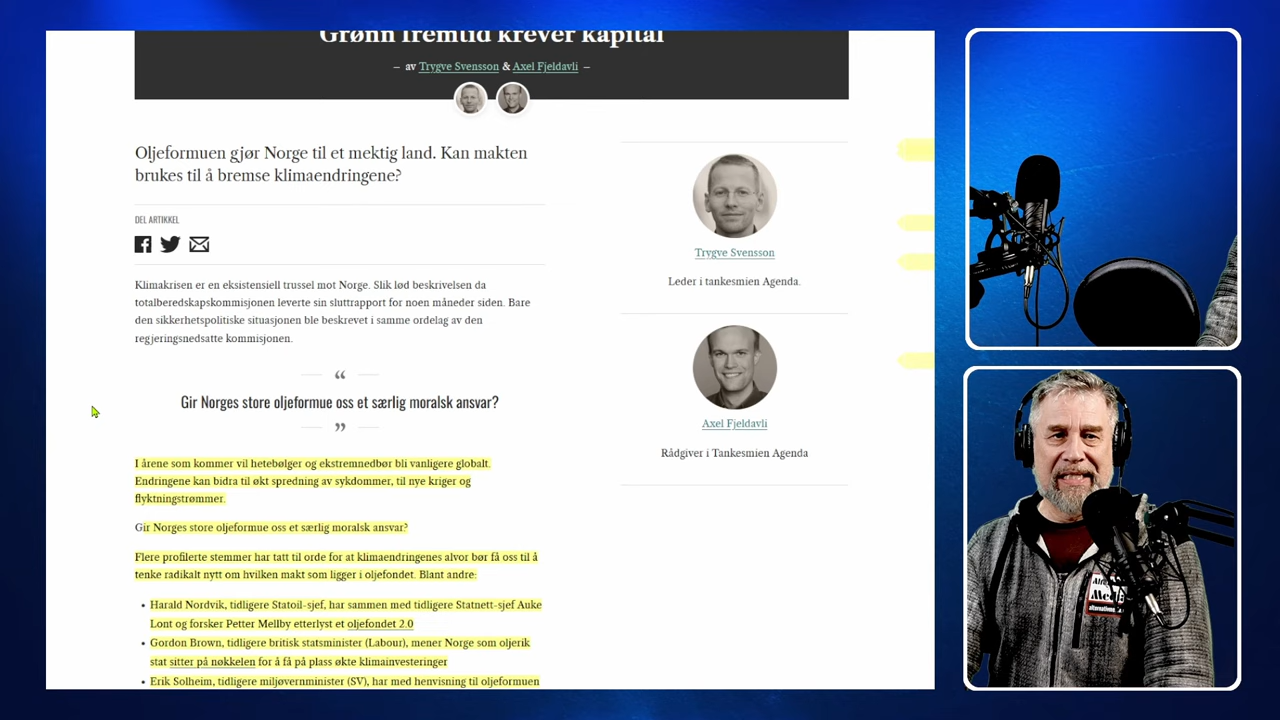 Grønn fremtid krever kapital
– av Trygve Svensson & Axel Fjeldavli –
Oljeformuen gjør Norge til et mektig land. Kan makten
brukes til å bremse klimaendringene?
DEL ARTIKKEL
Klimakrisen er en eksistensiell trussel mot Norge. Slik lød beskrivelsen da
totalberedskapskommisjonen leverte sin sluttrapport for noen måneder siden. Bare
den sikkerhetspolitiske situasjonen ble beskrevet i samme ordelag av den
regjeringsnedsatte kommisjonen.
“
Gir Norges store oljeformue oss et særlig moralsk ansvar?
”
I årene som kommer vil hetebølger og ekstremnedbør bli vanligere globalt.
Endringene kan bidra til økt spredning av sykdommer, til nye kriger og
flyktningstrømmer.
Gir Norges store oljeformue oss et særlig moralsk ansvar?
Flere profilerte stemmer har tatt til orde for at klimaendringenes alvor bør få oss til å
tenke radikalt nytt om hvilken makt som ligger i oljefondet. Blant andre:
• Harald Nordvik, tidligere Statoil-sjef, har sammen med tidligere Statnett-sjef Auke
Lont og forsker Petter Mellby etterlyst et oljefondet 2.0
• Gordon Brown, tidligere britisk statsminister (Labour), mener Norge som oljerik
stat sitter på nøkkelen for å få på plass økte klimainvesteringer
• Erik Solheim, tidligere miljøvernminister (SV), har med henvisning til oljeformuen
Trygve Svensson
Leder i tankesmien Agenda.
Axel Fjeldavli
Rådgiver i Tankesmien Agenda